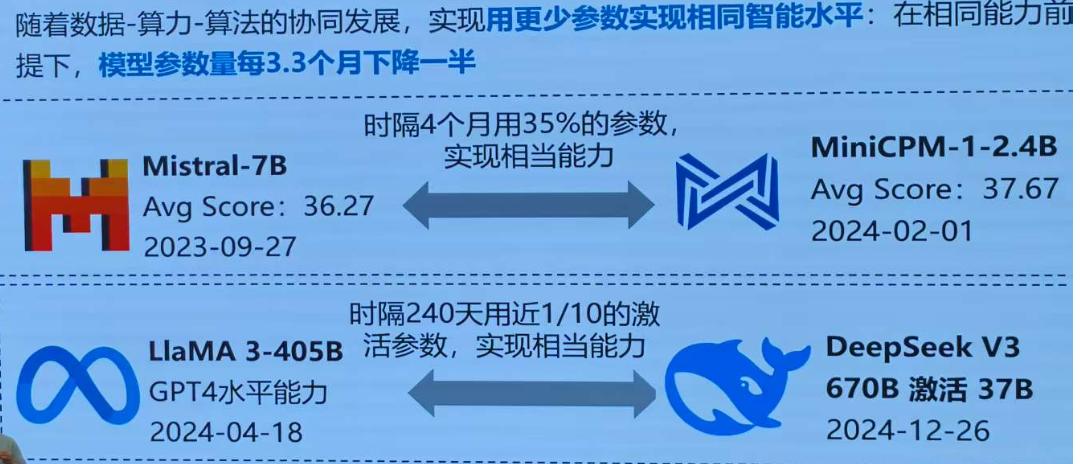 随着数据-算力-算法的协同发展，实现用更少参数实现相同智能水平：在相同能力前
提下，模型参数量每3.3个月下降一半
时隔4个月用35%的参数，
实现相当能力
Mistral-7B
Avg Score：36.27
2023-09-27
MiniCPM-1-2.4B
Avg Score：37.67
2024-02-01
时隔240天用近1/10的激
活参数，实现相当能力
LlaMA 3-405B
GPT4水平能力
2024-04-18
DeepSeek V3
670B 激活 37B
2024-12-26